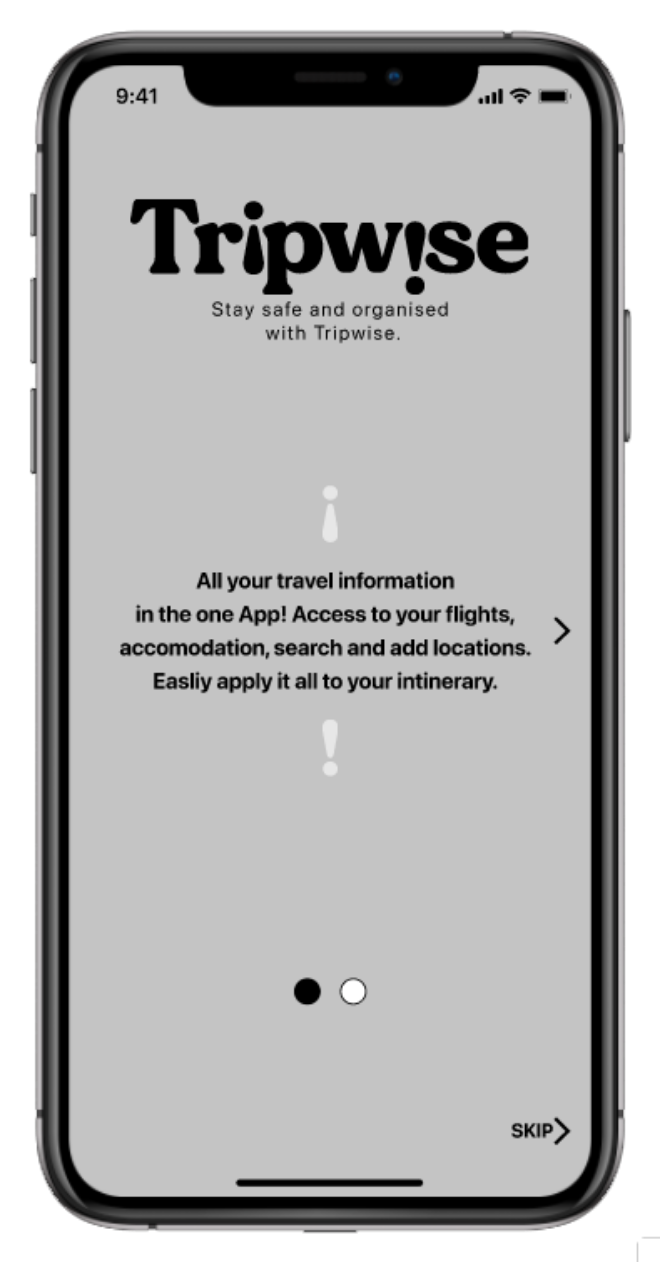 9:41
Tripwise
Stay safe and organised
with Tripwise.
All your travel information
in the one App! Access to your flights,
accomodation, search and add locations.
Easliy apply it all to your intinerary.
SKIP